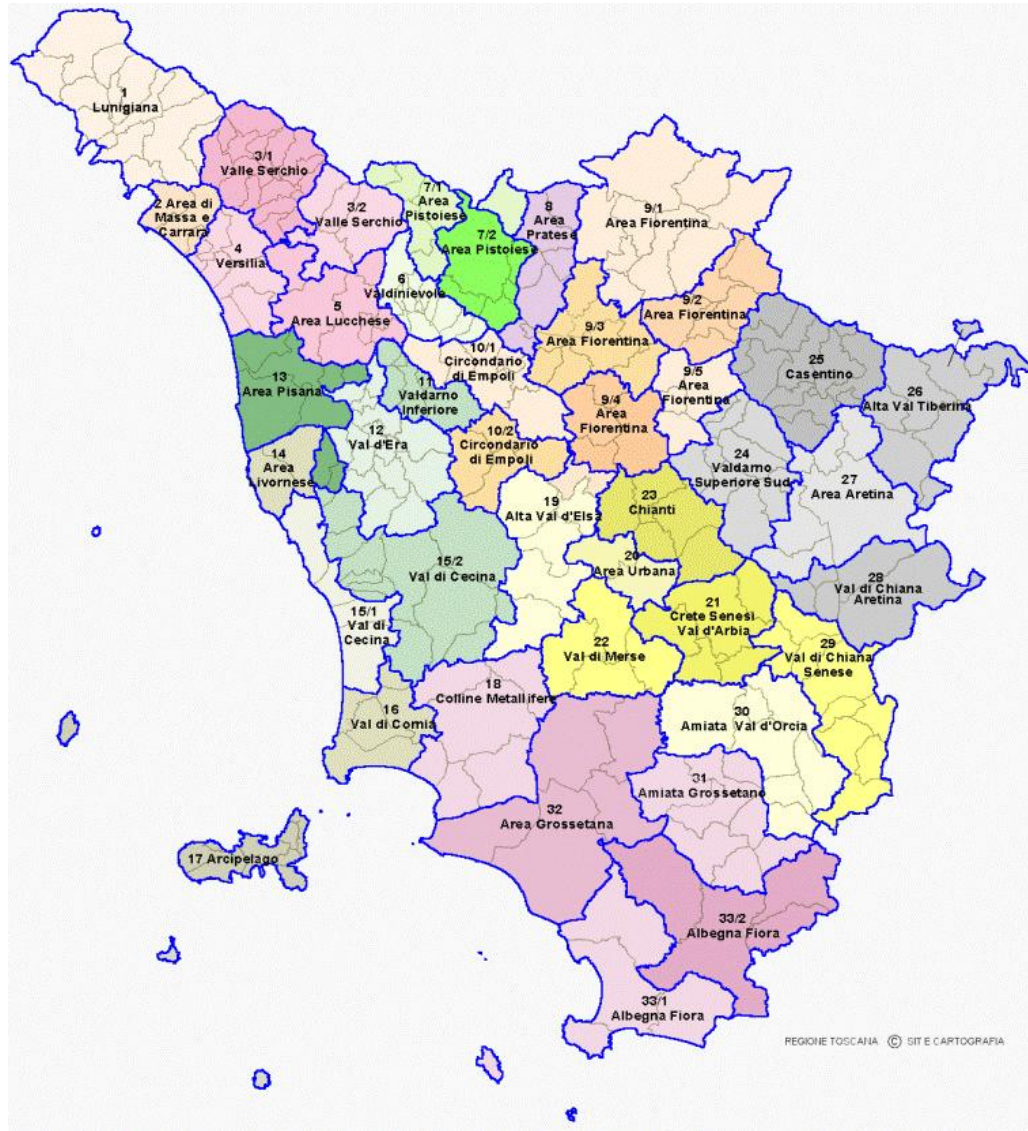 1
Lunigiana
3/1
Valle Serchio
2 Area di
Massa e
Carrara
3/2
Valle Serchio
4
Versilia
5
Area Lucchese
7/1
Area
Pistoiese
7/2
Area Pistoiese
6
Valdinievole
8
Area
Pratese
9/1
Area Fiorentina
9/2
Area Fiorentina
9/3
Area Fiorentina
9/5
Area
Fiorentina
9/4
Area
Fiorentina
10/1
Circondario
di Empoli
10/2
Circondario
di Empoli
11
Valdarno
Inferiore
12
Val d'Era
13
Area Pisana
14
Area
Livornese
15/1
Val di
Cecina
15/2
Val di Cecina
16
Val di Cornia
17 Arcipelago
18
Colline Metallifere
19
Alta Val d'Elsa
20
Area Urbana
21
Crete Senesi
Val d'Arbia
22
Val di Merse
23
Chianti
24
Valdarno
Superiore Sud
25
Casentino
26
Alta Val Tiberina
27
Area Aretina
28
Val di Chiana
Aretina
29
Val di Chiana
Senese
30
Amiata Val d'Orcia
31
Amiata Grossetano
32
Area Grossetana
33/2
Albegna Fiora
33/1
Albegna Fiora
REGIONE TOSCANA © SIT E CARTOGRAFIA